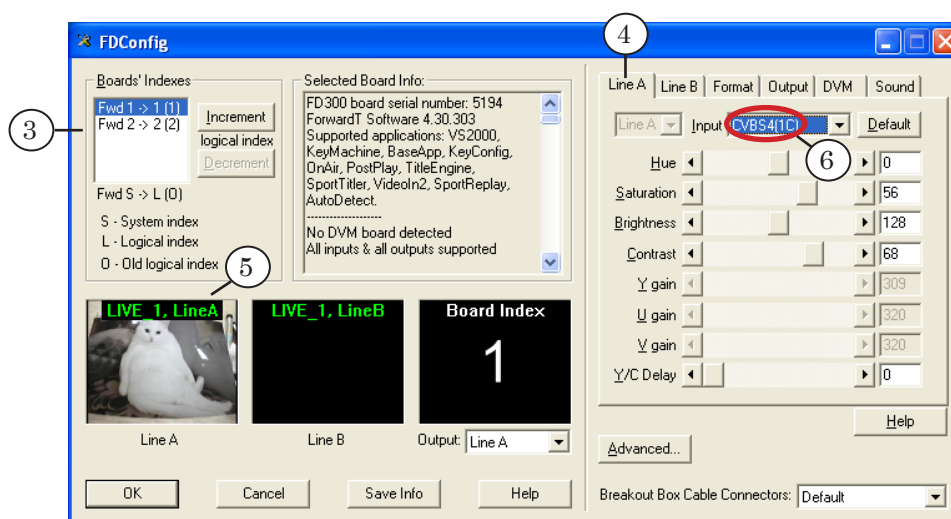 FDConfig
4
3
Boards' Indexes
Fwd 1 -> 1 (1)
Fwd 2 -> 2 (2)
Increment
logical index
Decrement
Fwd S -> L (O)
S - System index
L - Logical index
O - Old logical index
Selected Board Info:
FD300 board serial number: 5194
ForwardT Software 4.30.303
Supported applications: VS2000,
KeyMachine, BaseApp, KeyConfig,
OnAir, PostPlay, TitleEngine,
SportTitler, VideoIn2, SportReplay,
AutoDetect.
--------------------
No DVM board detected
All inputs & all outputs supported
5
LIVE_1, LineA
LIVE_1, LineB
Board Index
1
Line A
Line B
Output: Line A
OK
Cancel
Save Info
Help
Line A Line B Format Output DVM Sound
Line A Input CVBS4(1C) Default
6
Hue 0
Saturation 56
Brightness 128
Contrast 68
Y gain 309
U gain 320
V gain 320
Y/C Delay 0
Help
Advanced...
Breakout Box Cable Connectors: Default